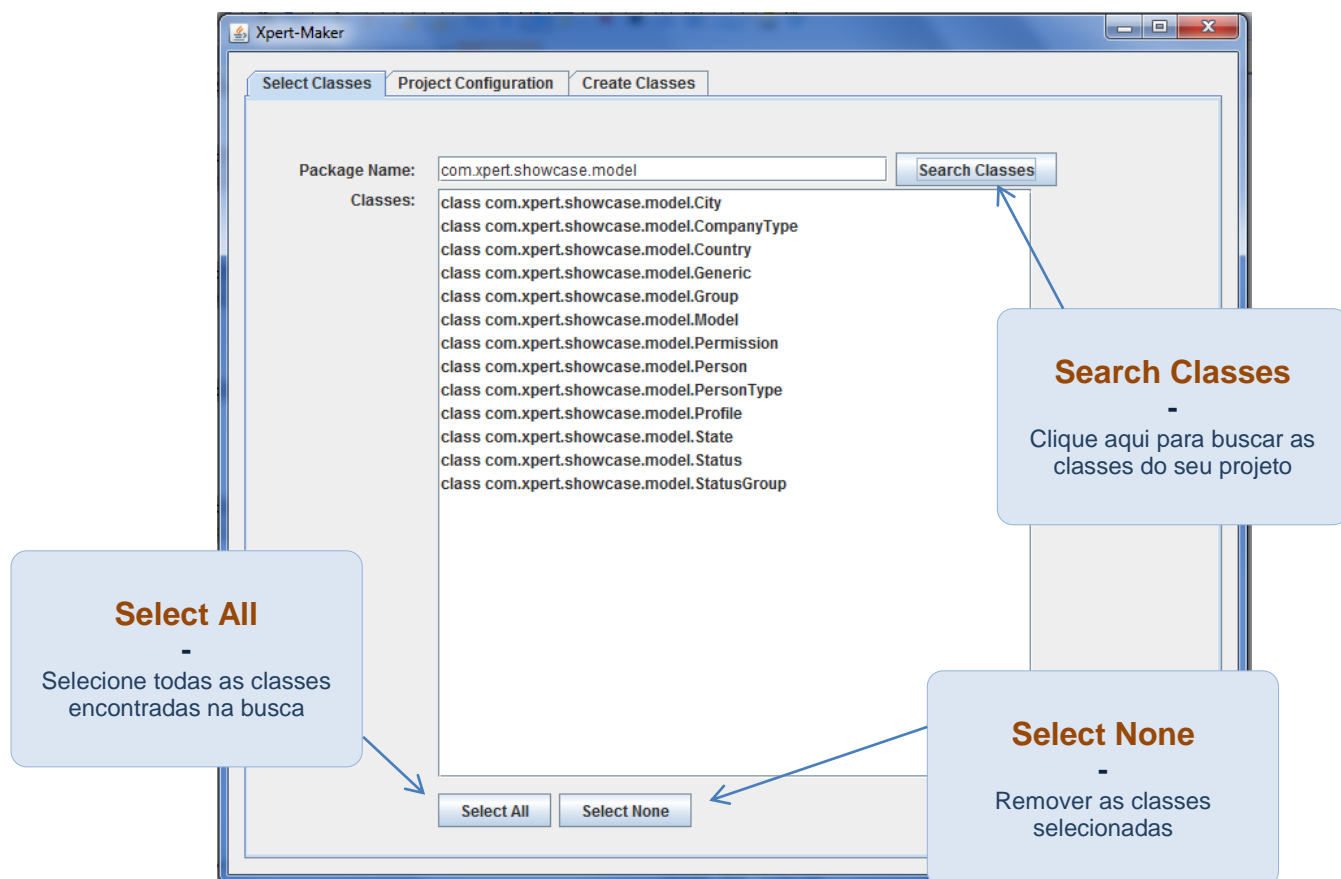 Xpert-Maker
Select Classes Project Configuration Create Classes
Package Name: com.xpert.showcase.model Search Classes
Classes:
class com.xpert.showcase.model.City
class com.xpert.showcase.model.CompanyType
class com.xpert.showcase.model.Country
class com.xpert.showcase.model.Generic
class com.xpert.showcase.model.Group
class com.xpert.showcase.model.Model
class com.xpert.showcase.model.Permission
class com.xpert.showcase.model.Person
class com.xpert.showcase.model.PersonType
class com.xpert.showcase.model.Profile
class com.xpert.showcase.model.State
class com.xpert.showcase.model.Status
class com.xpert.showcase.model.StatusGroup
Search Classes
-
Clique aqui para buscar as
classes do seu projeto
Select All
-
Selecione todas as classes
encontradas na busca
Select None
-
Remover as classes
selecionadas
Select All Select None